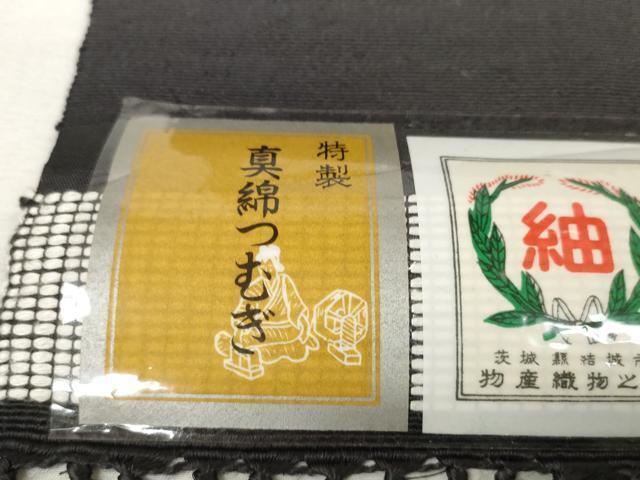 特製
真綿つむぎ
紬
茨城縣結城
物産織物之